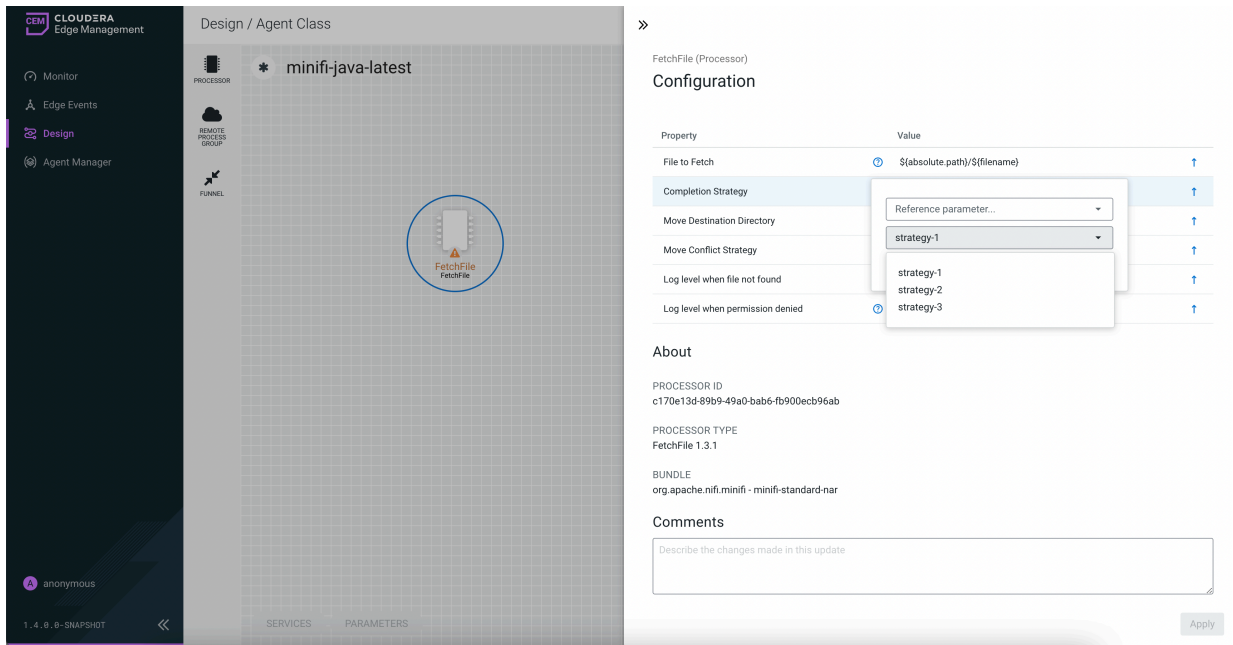 CEM CLOUDERA
Edge Management
Monitor
Edge Events
Design
Agent Manager
A anonymous
1.4.0.0-SNAPSHOT
Design / Agent Class
PROCESSOR
REMOTE
PROCESS
GROUP
FUNNEL
minifi-java-latest
FetchFile
FetchFile
SERVICES PARAMETERS
FetchFile (Processor)
Configuration
Property Value
File to Fetch ${absolute.path}/${filename}
Completion Strategy
Reference parameter...
Move Destination Directory
strategy-1
Move Conflict Strategy
strategy-1
Log level when file not found
strategy-2
strategy-3
Log level when permission denied
About
PROCESSOR ID
c170e13d-89b9-49a0-bab6-fb900ecb96ab
PROCESSOR TYPE
FetchFile 1.3.1
BUNDLE
org.apache.nifi.minifi - minifi-standard-nar
Comments
Describe the changes made in this update
Apply